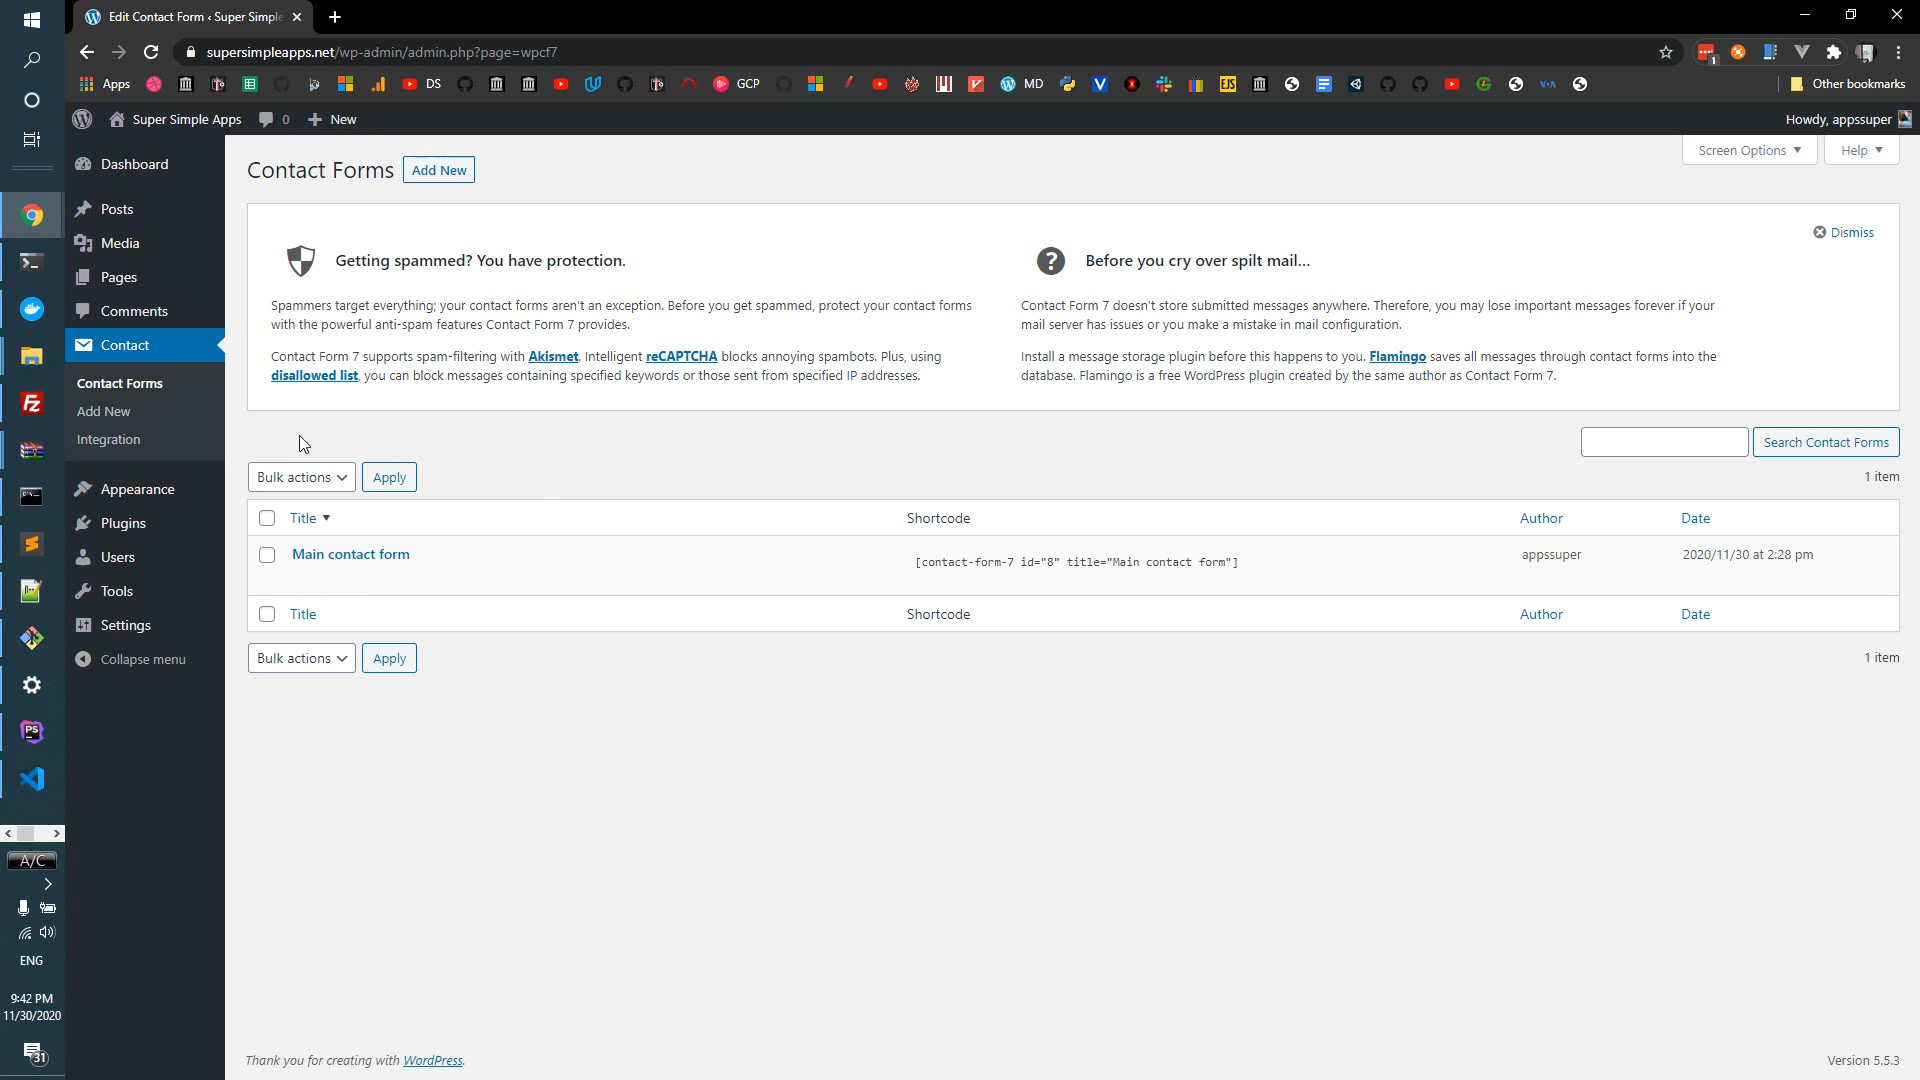 Edit Contact Form ‹ Super Simple
supersimpleapps.net/wp-admin/admin.php?page=wpcf7
1
Apps
DS
GCP
MD
Other bookmarks
Super Simple Apps
0
New
Howdy, appssuper
Dashboard
Posts
Media
Pages
Comments
Contact
Contact Forms
Add New
Integration
Appearance
Plugins
Users
Tools
Settings
Collapse menu
Screen Options
Help
Contact Forms
Add New
Dismiss
Getting spammed? You have protection.
Spammers target everything; your contact forms aren't an exception. Before you get spammed, protect your contact forms
with the powerful anti-spam features Contact Form 7 provides.
Contact Form 7 supports spam-filtering with Akismet. Intelligent reCAPTCHA blocks annoying spambots. Plus, using
disallowed list, you can block messages containing specified keywords or those sent from specified IP addresses.
Before you cry over spilt mail...
Contact Form 7 doesn't store submitted messages anywhere. Therefore, you may lose important messages forever if your
mail server has issues or you make a mistake in mail configuration.
Install a message storage plugin before this happens to you. Flamingo saves all messages through contact forms into the
database. Flamingo is a free WordPress plugin created by the same author as Contact Form 7.
Search Contact Forms
Bulk actions
Apply
1 item
Title
Shortcode
Author
Date
Main contact form
[contact-form-7 id="8" title="Main contact form"]
appssuper
2020/11/30 at 2:28 pm
Title
Shortcode
Author
Date
Bulk actions
Apply
1 item
Thank you for creating with WordPress.
Version 5.5.3
A/C
ENG
9:42 PM
11/30/2020
31